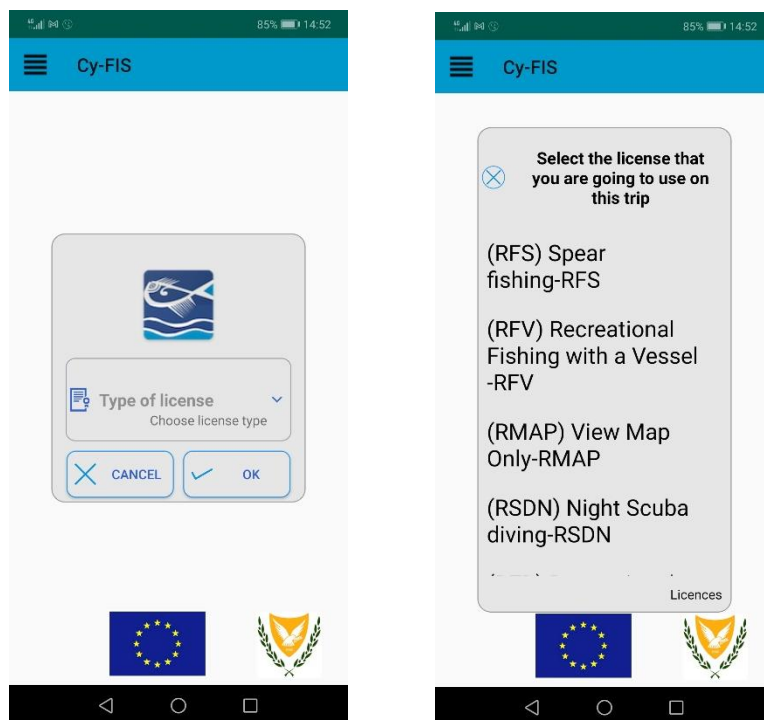 85% 14:52
Cy-FIS
Type of license
Choose license type
CANCEL
OK
85% 14:52
Cy-FIS
Select the license that
you are going to use on
this trip
(RFS) Spear
fishing-RFS
(RFV) Recreational
Fishing with a Vessel
-RFV
(RMAP) View Map
Only-RMAP
(RSDN) Night Scuba
diving-RSDN
Licences